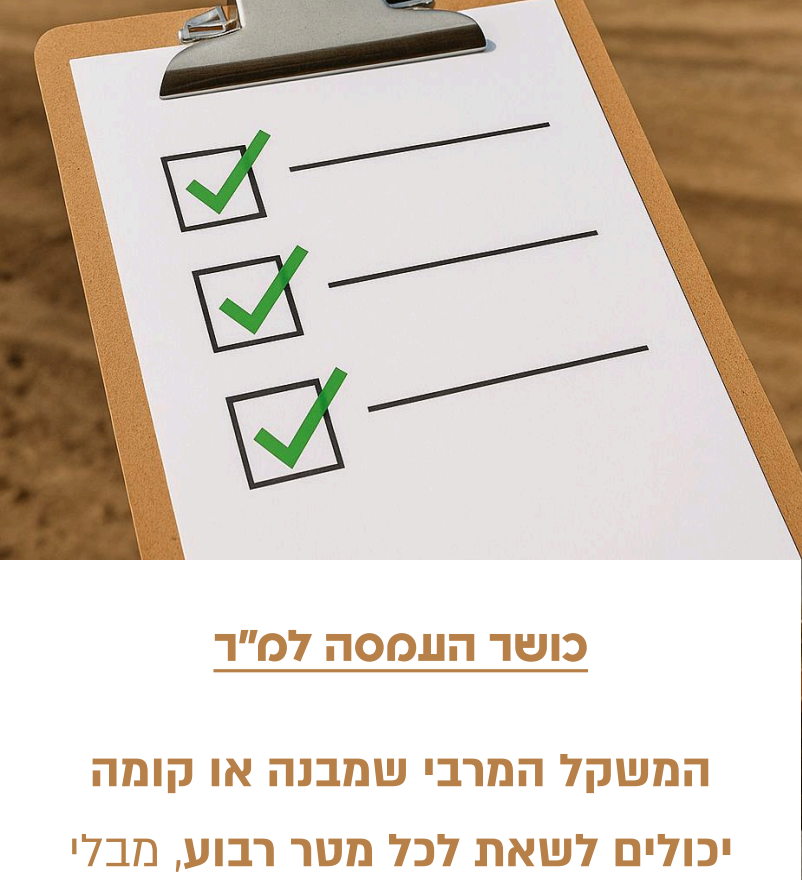 כושר העמסה למ"ר
המשקל המרבי שמבנה או קומה
יכולים לשאת לכל מטר רבוע, מבלי